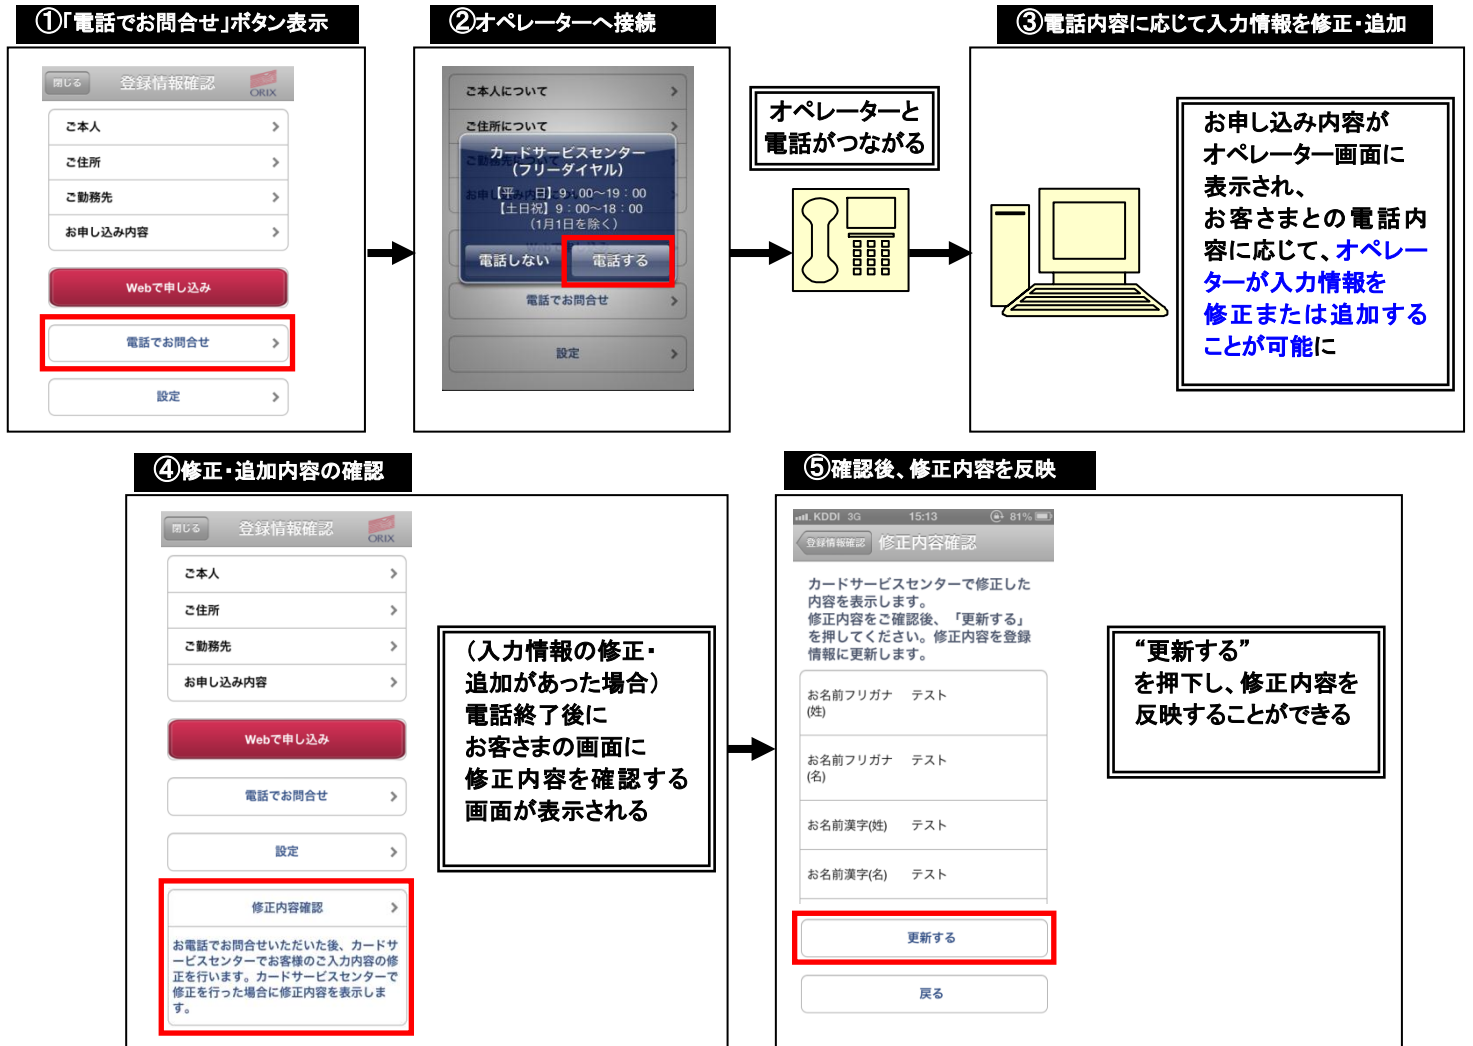 ①「電話でお問合せ」ボタン表示
閉じる
登録情報確認
ORIX
ご本人
ご住所
ご勤務先
お申し込み内容
Webで申し込み
電話でお問合せ
設定
②オペレーターへ接続
ご本人について
ご住所について
カードサービスセンター
(フリーダイヤル)
【平　日】9：00～19：00
【土日祝】9：00～18：00
(1月1日を除く)
電話しない
電話する
電話でお問合せ
設定
オペレーターと
電話がつながる
③電話内容に応じて入力情報を修正・追加
お申し込み内容が
オペレーター画面に
表示され、
お客さまとの電話内
容に応じて、オペレー
ターが入力情報を
修正または追加する
ことが可能に
④修正・追加内容の確認
閉じる
登録情報確認
ORIX
ご本人
ご住所
ご勤務先
お申し込み内容
Webで申し込み
電話でお問合せ
設定
修正内容確認
お電話でお問合せいただいた後、カードサ
ービスセンターでお客様のご入力内容の修
正を行います。カードサービスセンターで
修正を行った場合に修正内容を表示しま
す。
（入力情報の修正・
追加があった場合）
電話終了後に
お客さまの画面に
修正内容を確認する
画面が表示される
⑤確認後、修正内容を反映
KDDI 3G 15:13 81%
登録情報確認
修正内容確認
カードサービスセンターで修正した
内容を表示します。
修正内容をご確認後、「更新する」
を押してください。修正内容を登録
情報に更新します。
お名前フリガナ テスト
(姓)
お名前フリガナ テスト
(名)
お名前漢字(姓) テスト
お名前漢字(名) テスト
更新する
戻る
“更新する”
を押下し、修正内容を
反映することができる